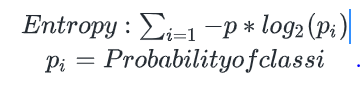 Entropy : ∑_{i=1} −p * log₂(pᵢ)
pᵢ = Probabilityofclassi .